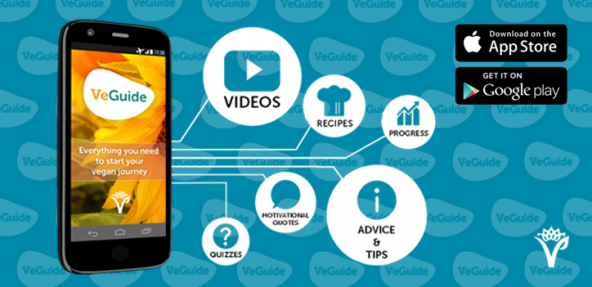 VeGuide
Everything you need
to start your
vegan journey
VIDEOS
RECIPES
PROGRESS
MOTIVATIONAL
QUOTES
QUIZZES
ADVICE
&
TIPS
Download on the
App Store
GET IT ON
Google play